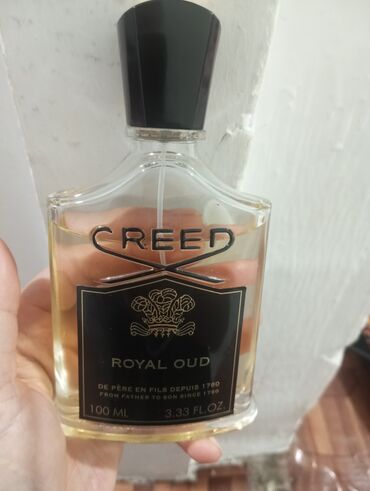 CREED
ROYAL OUD
DE PÈRE EN FILS DEPUIS 1760
FROM FATHER TO SON SINCE 1760
100 ML 3.33 FL.OZ.